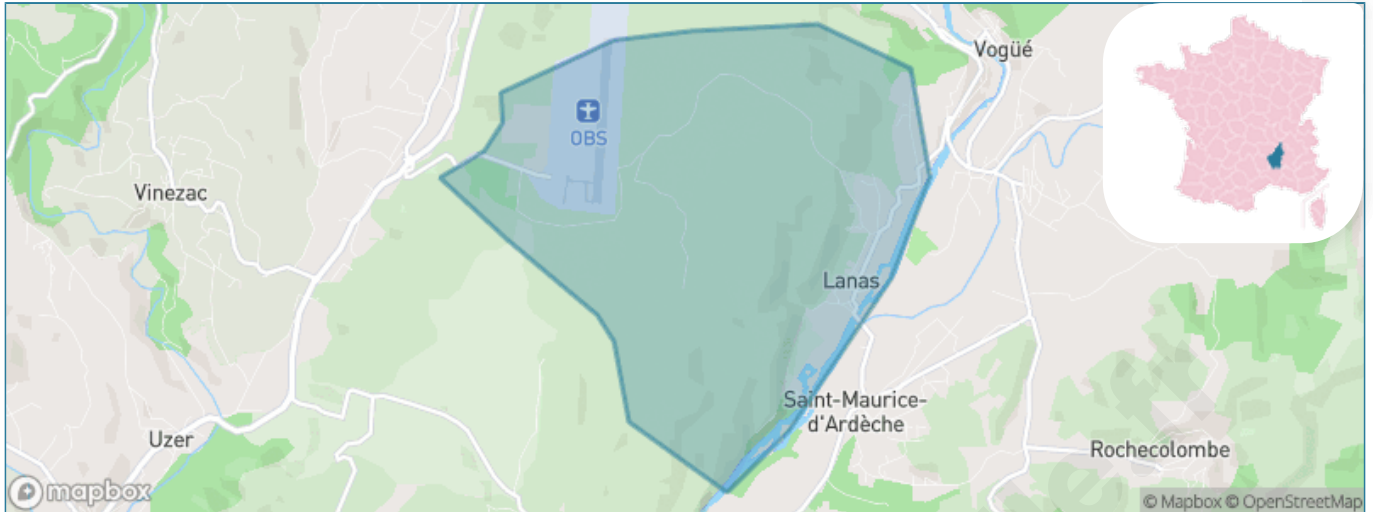 Vogüé
OBS
Vinezac
Lanas
Saint-Maurice-
d'Ardèche
Uzer
Rochecolombe
mapbox
© Mapbox © OpenStreetMap